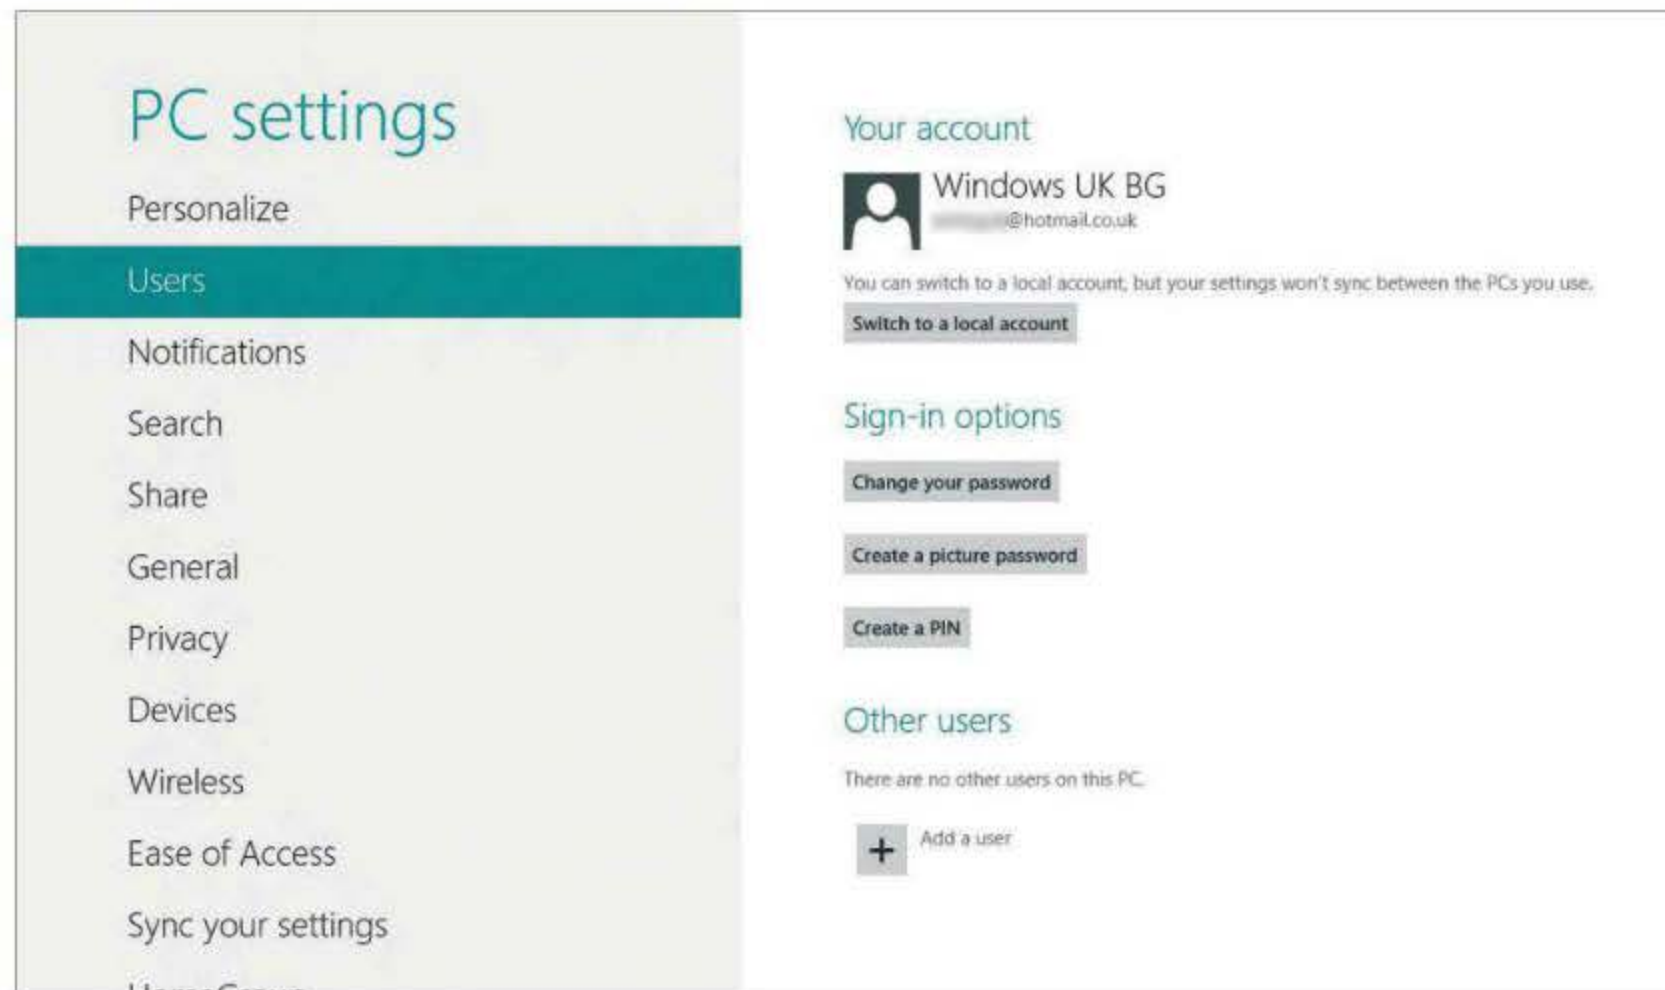 PC settings
Personalize
Users
Notifications
Search
Share
General
Privacy
Devices
Wireless
Ease of Access
Sync your settings
Your account
Windows UK BG
@hotmail.co.uk
You can switch to a local account, but your settings won't sync between the PCs you use.
Switch to a local account
Sign-in options
Change your password
Create a picture password
Create a PIN
Other users
There are no other users on this PC.
Add a user